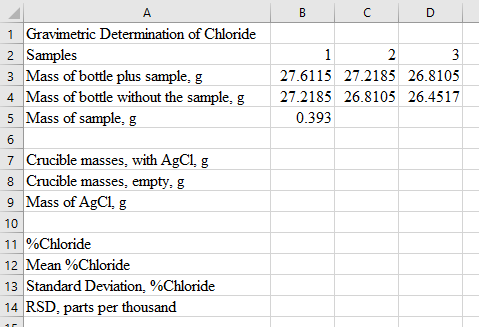 A B C D
1 Gravimetric Determination of Chloride
2 Samples 1 2 3
3 Mass of bottle plus sample, g 27.6115 27.2185 26.8105
4 Mass of bottle without the sample, g 27.2185 26.8105 26.4517
5 Mass of sample, g 0.393
6
7 Crucible masses, with AgCl, g
8 Crucible masses, empty, g
9 Mass of AgCl, g
10
11 %Chloride
12 Mean %Chloride
13 Standard Deviation, %Chloride
14 RSD, parts per thousand